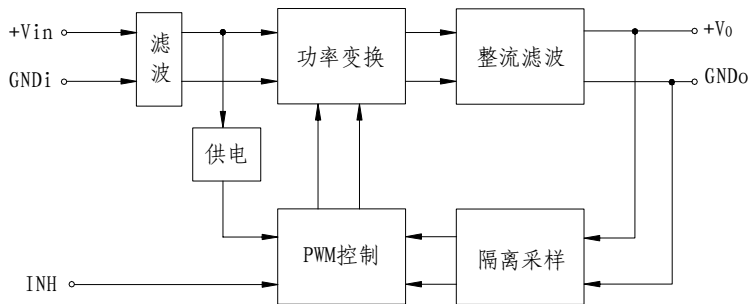 +Vin
滤波
功率变换
整流滤波
+V₀
GNDi
GNDo
供电
PWM控制
隔离采样
INH